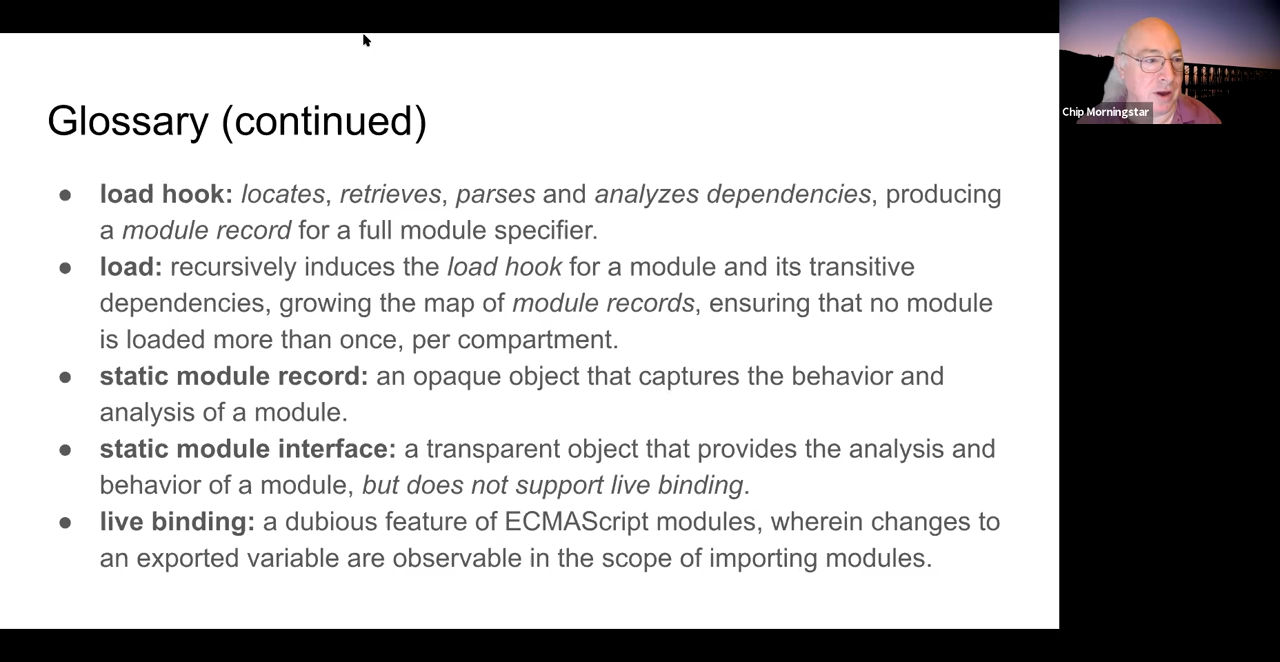 Glossary (continued)
● load hook: locates, retrieves, parses and analyzes dependencies, producing
a module record for a full module specifier.
● load: recursively induces the load hook for a module and its transitive
dependencies, growing the map of module records, ensuring that no module
is loaded more than once, per compartment.
● static module record: an opaque object that captures the behavior and
analysis of a module.
● static module interface: a transparent object that provides the analysis and
behavior of a module, but does not support live binding.
● live binding: a dubious feature of ECMAScript modules, wherein changes to
an exported variable are observable in the scope of importing modules.
Chip Morningstar